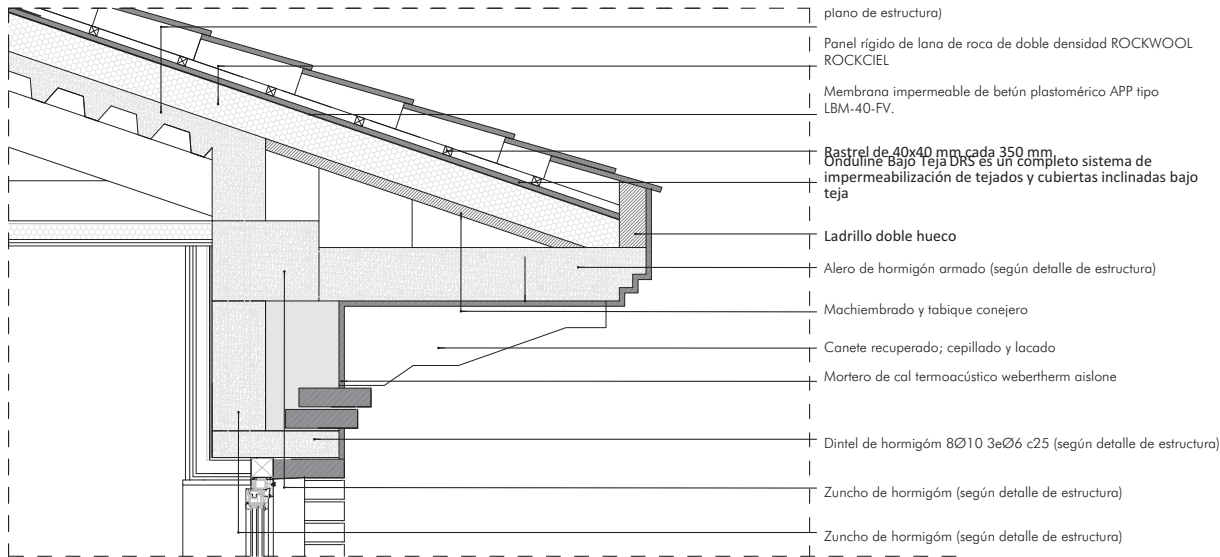 plano de estructura)
Panel rígido de lana de roca de doble densidad ROCKWOOL
ROCKCIEL
Membrana impermeable de betún plastomérico APP tipo
LBM-40-FV.
Rastrel de 40x40 mm cada 350 mm
Onduline Bajo Teja DRS es un completo sistema de
impermeabilización de tejados y cubiertas inclinadas bajo
teja
Ladrillo doble hueco
Alero de hormigón armado (según detalle de estructura)
Machiembrado y tabique conejero
Canete recuperado; cepillado y lacado
Mortero de cal termoacústico webertherm aislone
Dintel de hormigóm 8Ø10 3eØ6 c25 (según detalle de estructura)
Zuncho de hormigóm (según detalle de estructura)
Zuncho de hormigóm (según detalle de estructura)